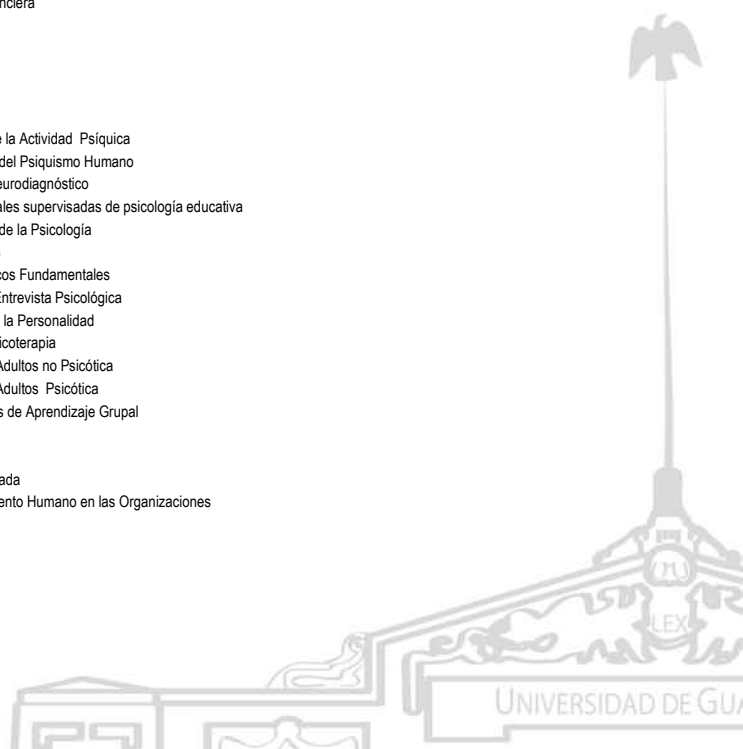 nciera
e la Actividad Psíquica
del Psiquismo Humano
eurodiagnóstico
ales supervisadas de psicología educativa
de la Psicología
s
cos Fundamentales
Entrevista Psicológica
la Personalidad
icoterapia
Adultos no Psicótica
Adultos Psicótica
s de Aprendizaje Grupal
ada
ento Humano en las Organizaciones
LEX
UNIVERSIDAD DE GUA